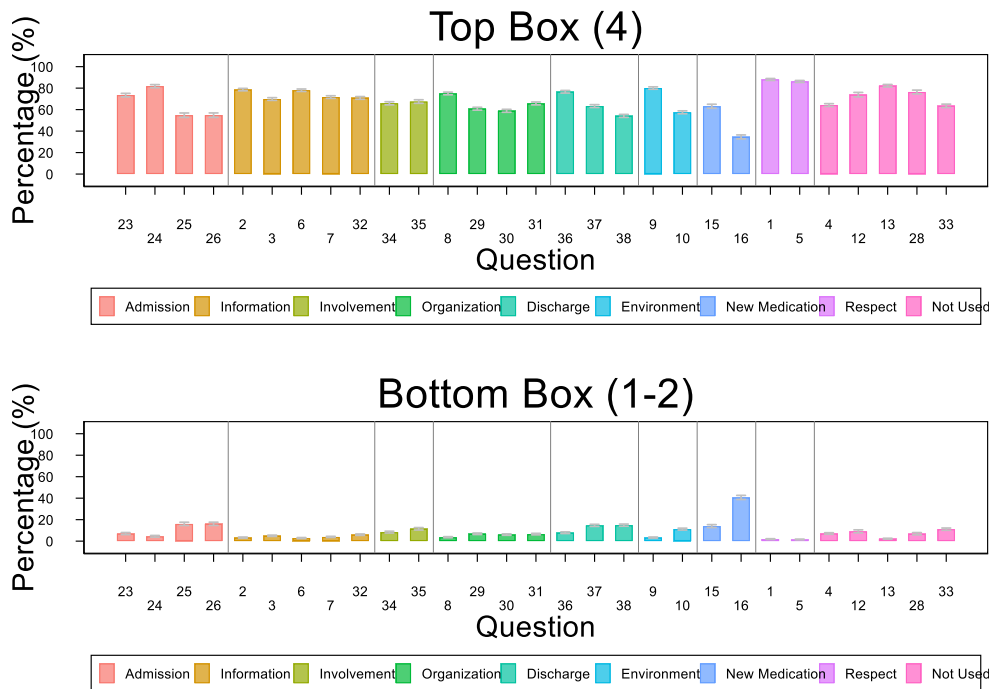 Top Box (4)
Percentage (%)
100
80
60
40
20
0
23 25 2 6 32 35 29 31 37 9 15 1 4 13 33
24 26 3 7 34 8 30 36 38 10 16 5 12 28
Question
Admission Information Involvement Organization Discharge Environment New Medication Respect Not Used
Bottom Box (1-2)
Percentage (%)
100
80
60
40
20
0
23 25 2 6 32 35 29 31 37 9 15 1 4 13 33
24 26 3 7 34 8 30 36 38 10 16 5 12 28
Question
Admission Information Involvement Organization Discharge Environment New Medication Respect Not Used